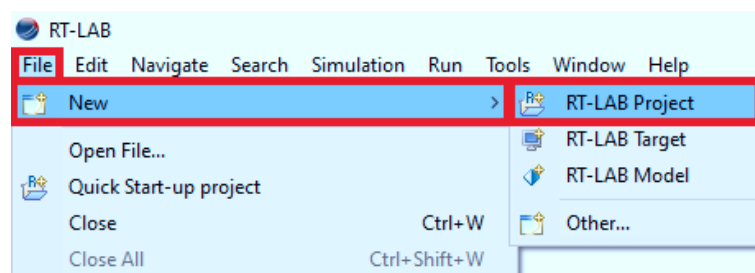 RT-LAB
File Edit Navigate Search Simulation Run Tools Window Help
New > RT-LAB Project
RT-LAB Target
Open File...
RT-LAB Model
Quick Start-up project
Close Ctrl+W Other...
Close All Ctrl+Shift+W